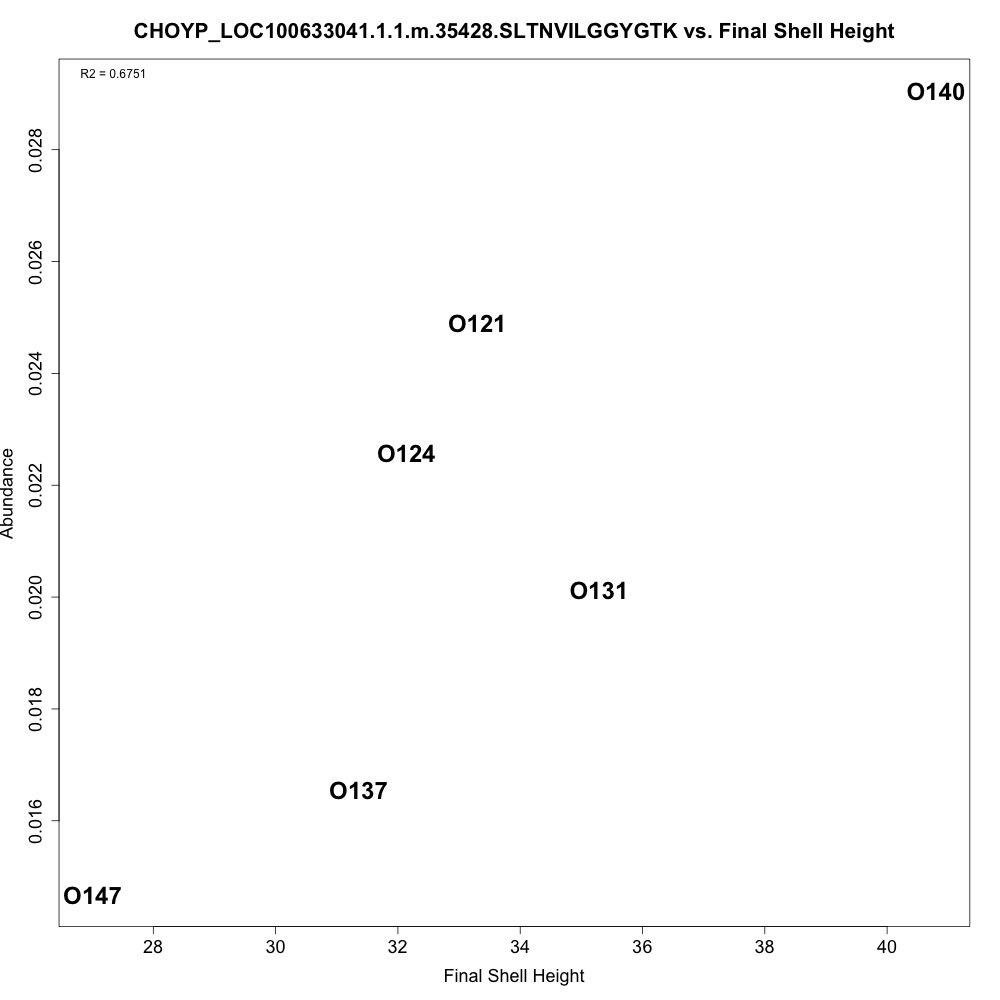 CHOYP_LOC100633041.1.1.m.35428.SLTNVILGGYGTK vs. Final Shell Height
R2 = 0.6751
O140
0.028
0.026
O121
0.024
O124
0.022
Abundance
O131
0.020
0.018
O137
0.016
O147
28 30 32 34 36 38 40
Final Shell Height